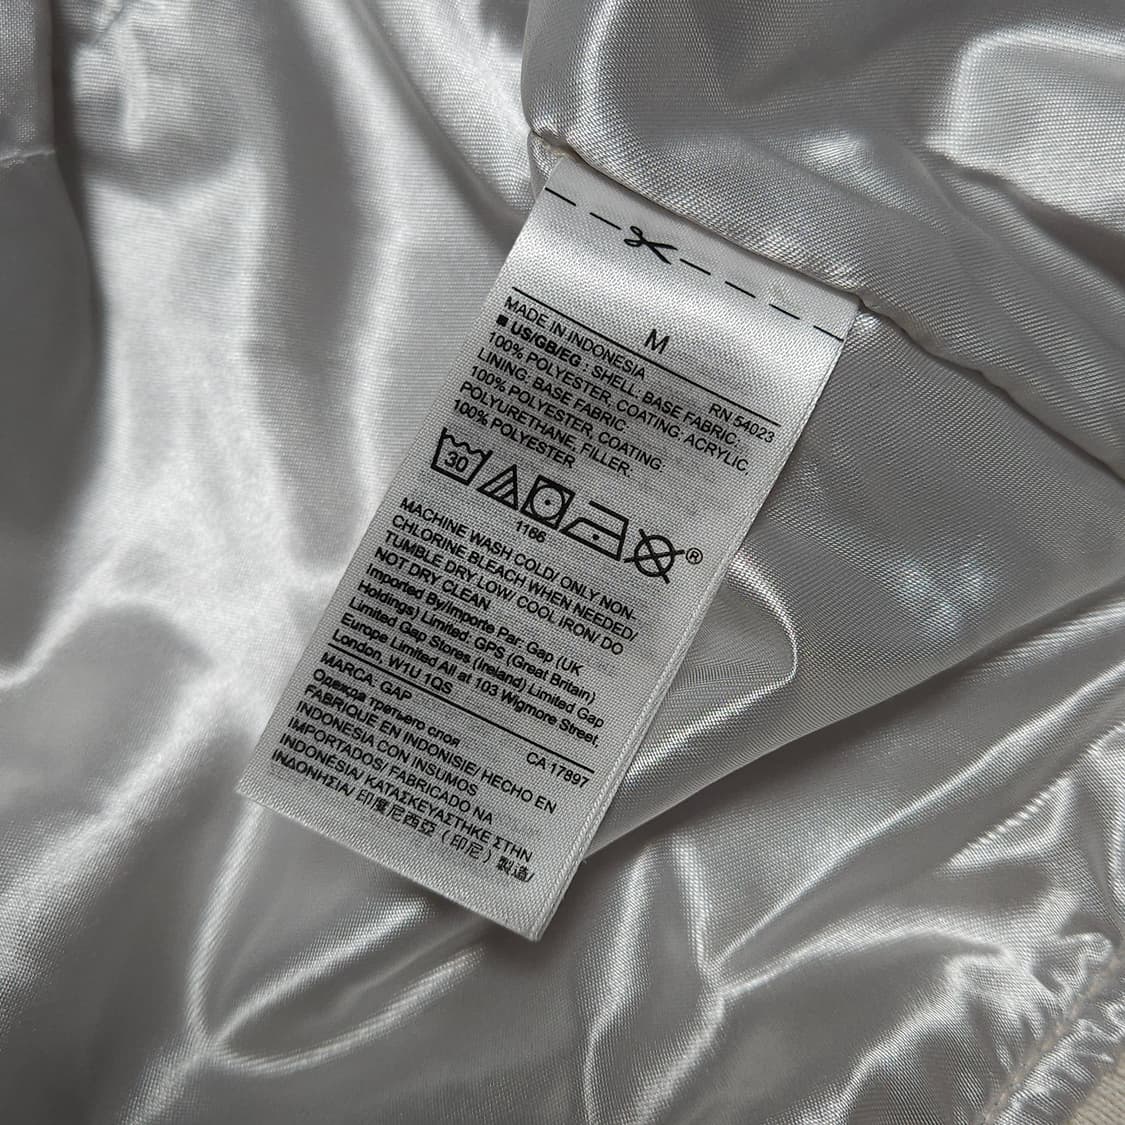 M
MADE IN INDONESIA RN 54023
■ US/GB/EG : SHELL: BASE FABRIC:
100% POLYESTER, COATING: ACRYLIC,
LINING: BASE FABRIC:
100% POLYESTER, COATING:
POLYURETHANE, FILLER:
100% POLYESTER
30
1166
®
MACHINE WASH COLD/ ONLY NON-
CHLORINE BLEACH WHEN NEEDED/
TUMBLE DRY LOW/ COOL IRON/ DO
NOT DRY CLEAN.
Imported By/Importe Par: Gap (UK
Holdings) Limited. GPS (Great Britain)
Limited Gap Stores (Ireland) Limited Gap
Europe Limited All at 103 Wigmore Street,
London, W1U 1QS
MARCA: GAP CA 17897
Одежда третьего слоя
FABRIQUE EN INDONISIE/ HECHO EN
INDONESIA CON INSUMOS
IMPORTADOS/ FABRICADO NA
INDONESIA/ ΚΑΤΑΣΚΕΥΑΣΤΗΚΕ ΣΤΗΝ
ΙΝΔΟΝΗΣΙΑ/ 印度尼西亞（印尼）製造/